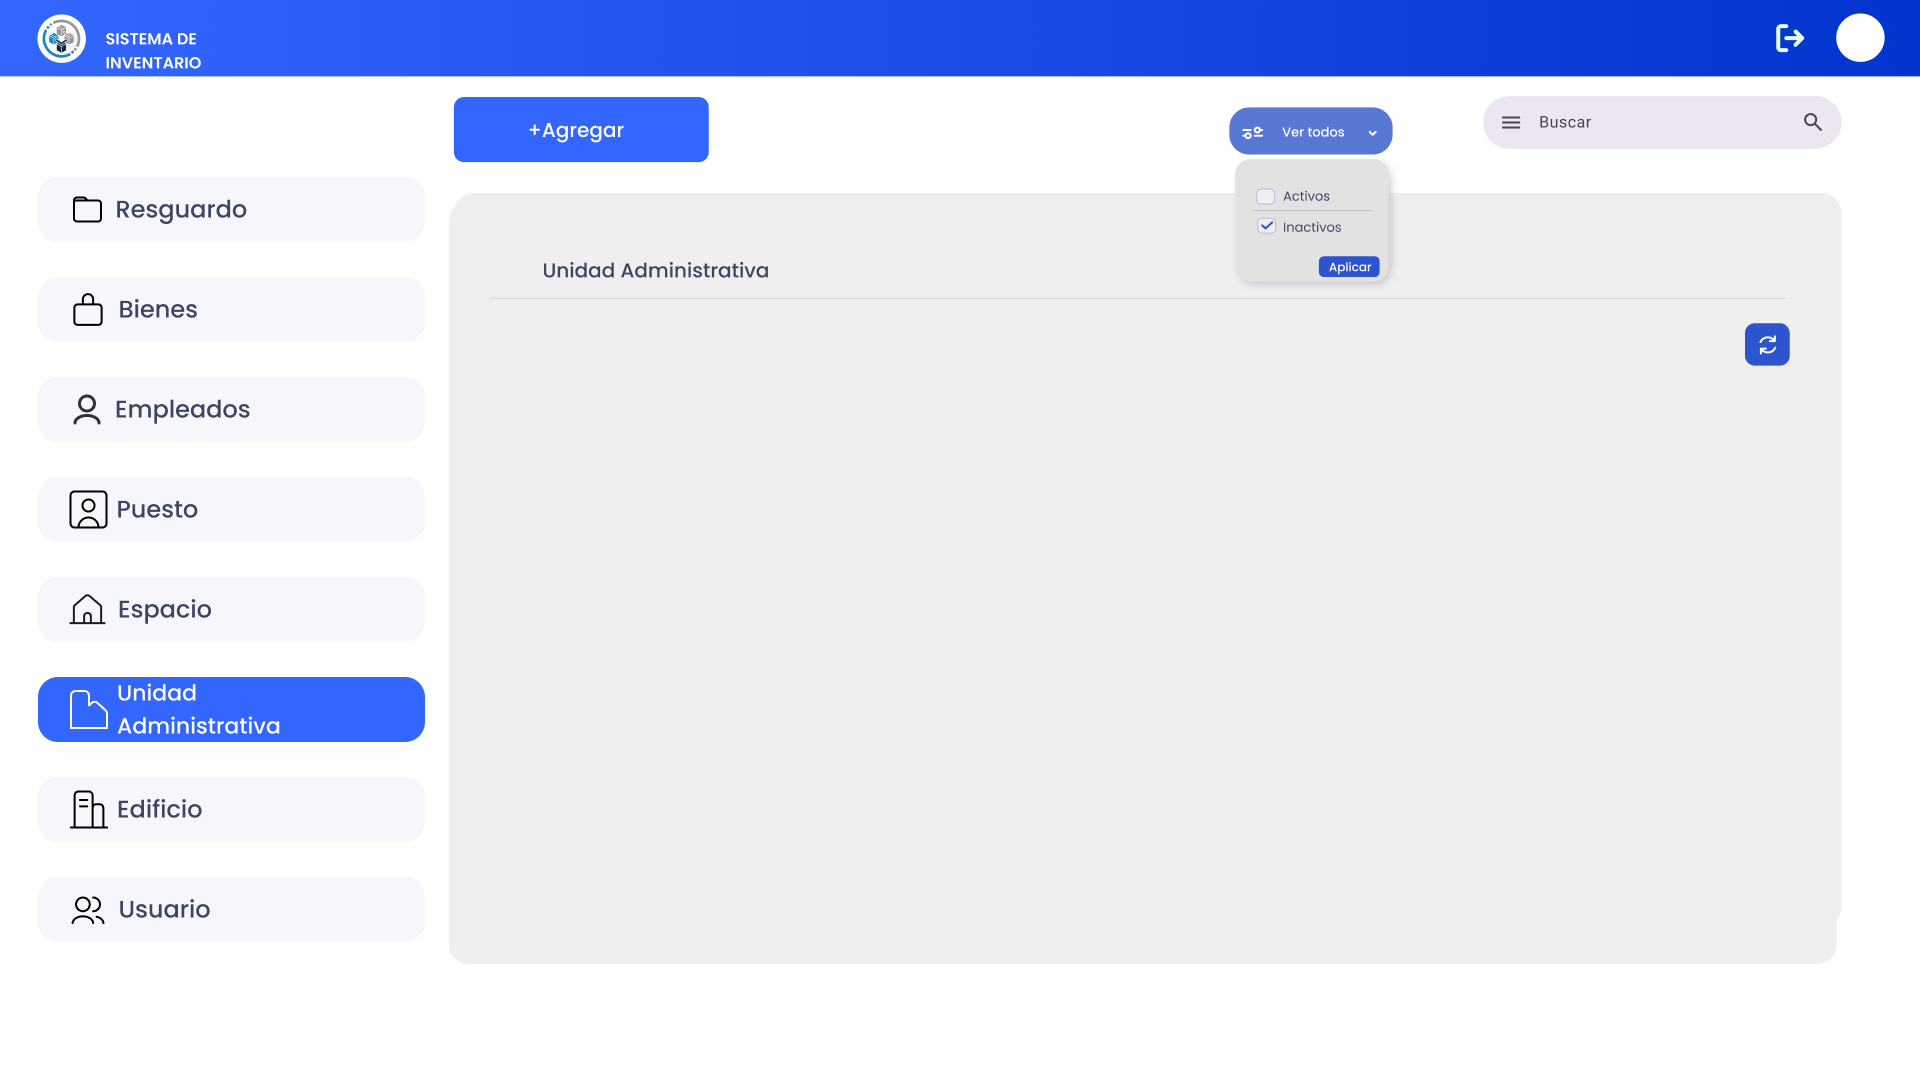 SISTEMA DE
INVENTARIO
+Agregar
Ver todos
Buscar
Activos
Inactivos
Aplicar
Resguardo
Bienes
Empleados
Puesto
Espacio
Unidad
Administrativa
Edificio
Usuario
Unidad Administrativa